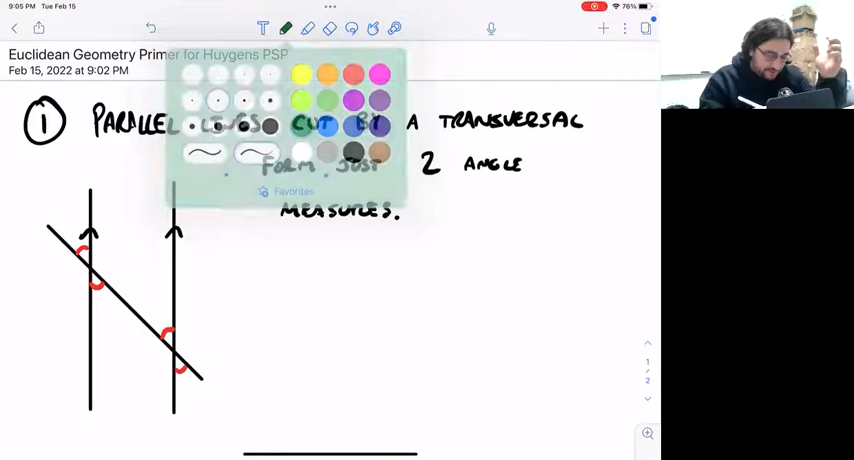 9:05 PM Tue Feb 15
76%
Euclidean Geometry Primer for Huygens PSP
Feb 15, 2022 at 9:02 PM
1 PARALLEL LINES CUT BY A TRANSVERSAL
FORM JUST 2 ANGLE
Favorites
MEASURES.
1
2